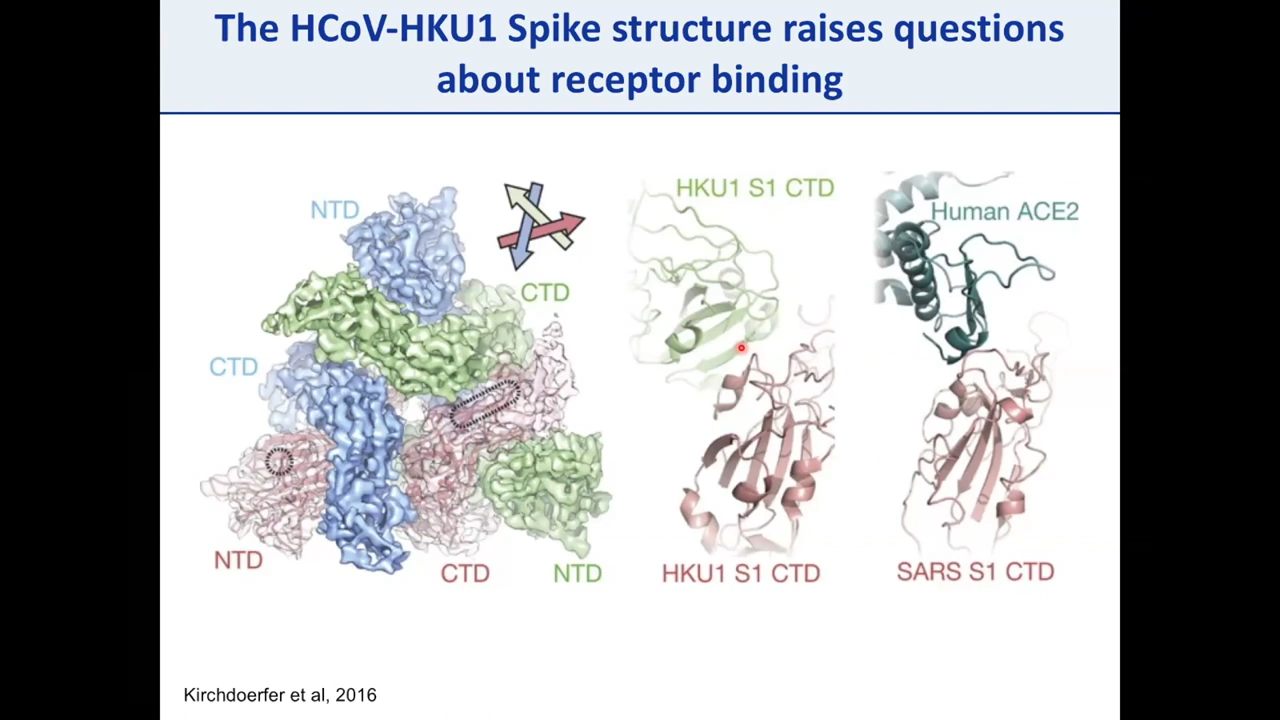 The HCoV-HKU1 Spike structure raises questions
about receptor binding
NTD
CTD
CTD
NTD
CTD
NTD
HKU1 S1 CTD
HKU1 S1 CTD
Human ACE2
SARS S1 CTD
Kirchdoerfer et al, 2016